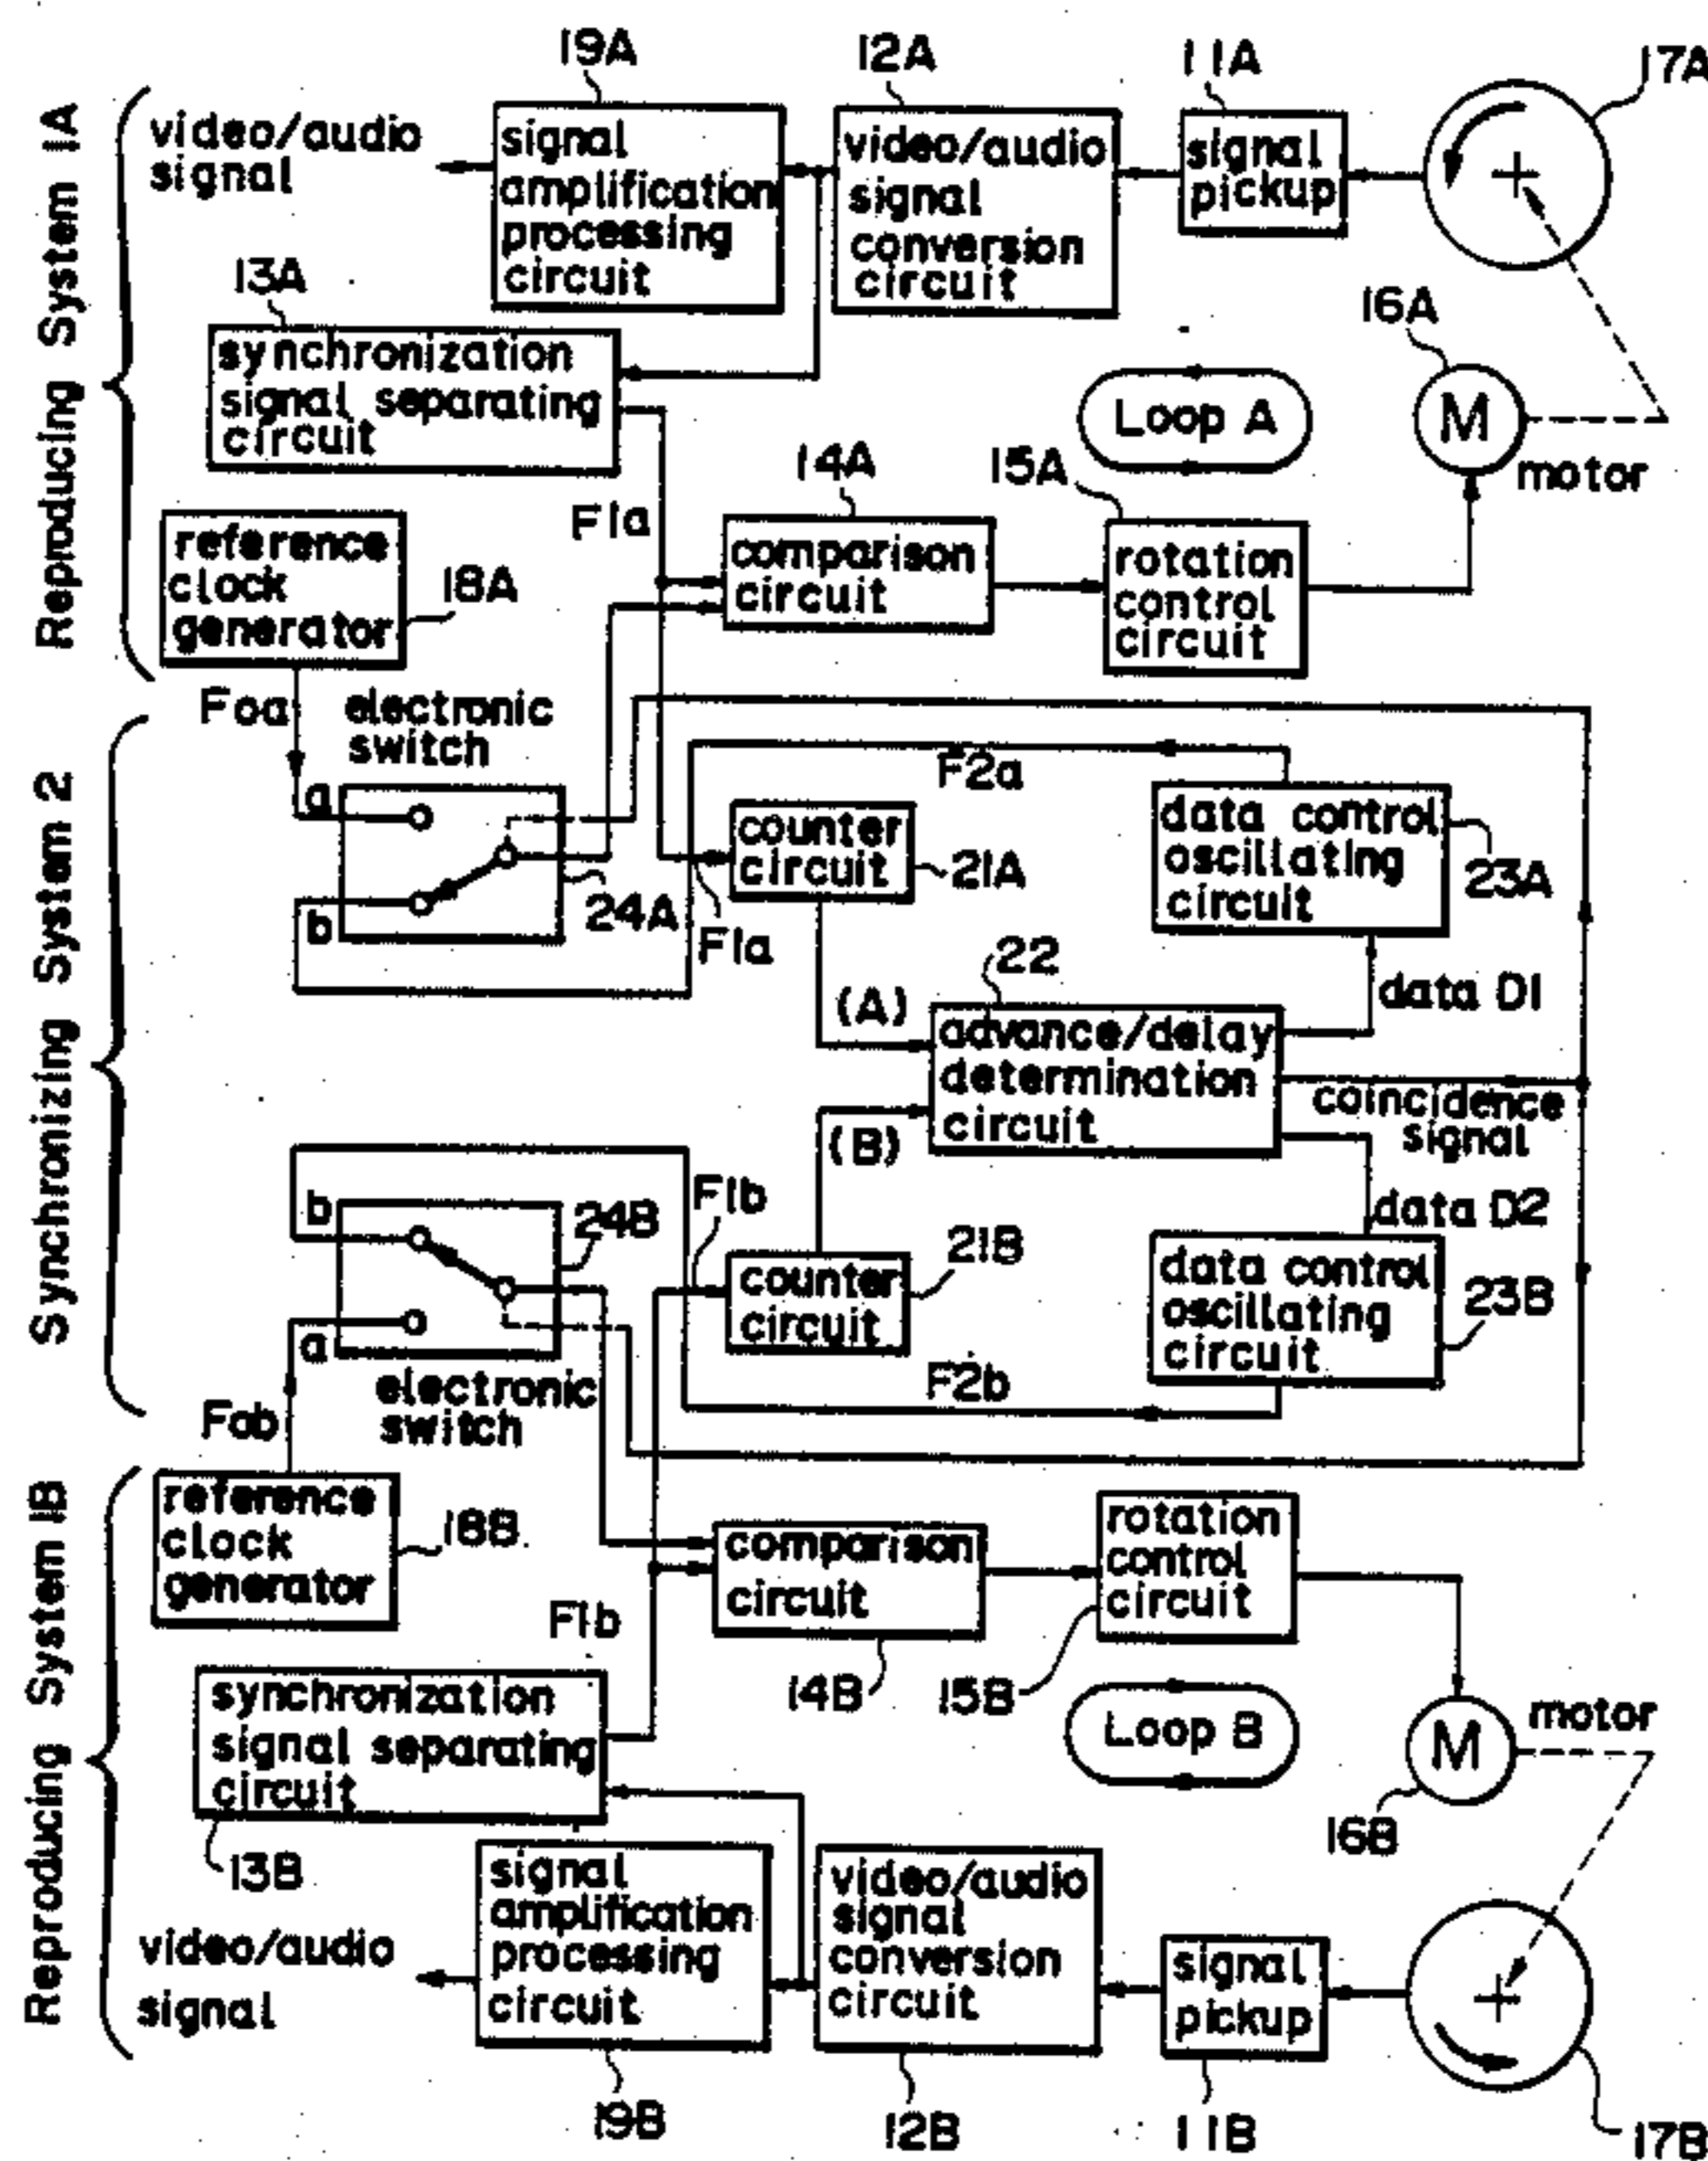 Reproducing System 1A
19A
12A
11A
17A
video/audio
signal
signal
amplification
processing
circuit
video/audio
signal
conversion
circuit
signal
pickup
13A
synchronization
signal separating
circuit
16A
M
motor
Loop A
14A
15A
F1a
reference
clock
generator
18A
comparison
circuit
rotation
control
circuit
Synchronizing System 2
Foa
electronic
switch
a
b
24A
F2a
counter
circuit
21A
F1a
data control
oscillating
circuit
23A
22
(A)
data D1
advance/delay
determination
circuit
coincidence
signal
(B)
data D2
b
a
24B
F1b
counter
circuit
21B
data control
oscillating
circuit
23B
electronic
switch
F2b
Fob
Reproducing System 1B
reference
clock
generator
18B
comparison
circuit
rotation
control
circuit
F1b
14B
15B
synchronization
signal separating
circuit
Loop B
M
motor
16B
13B
signal
amplification
processing
circuit
video/audio
signal
conversion
circuit
video/audio
signal
signal
pickup
19B
12B
11B
17B